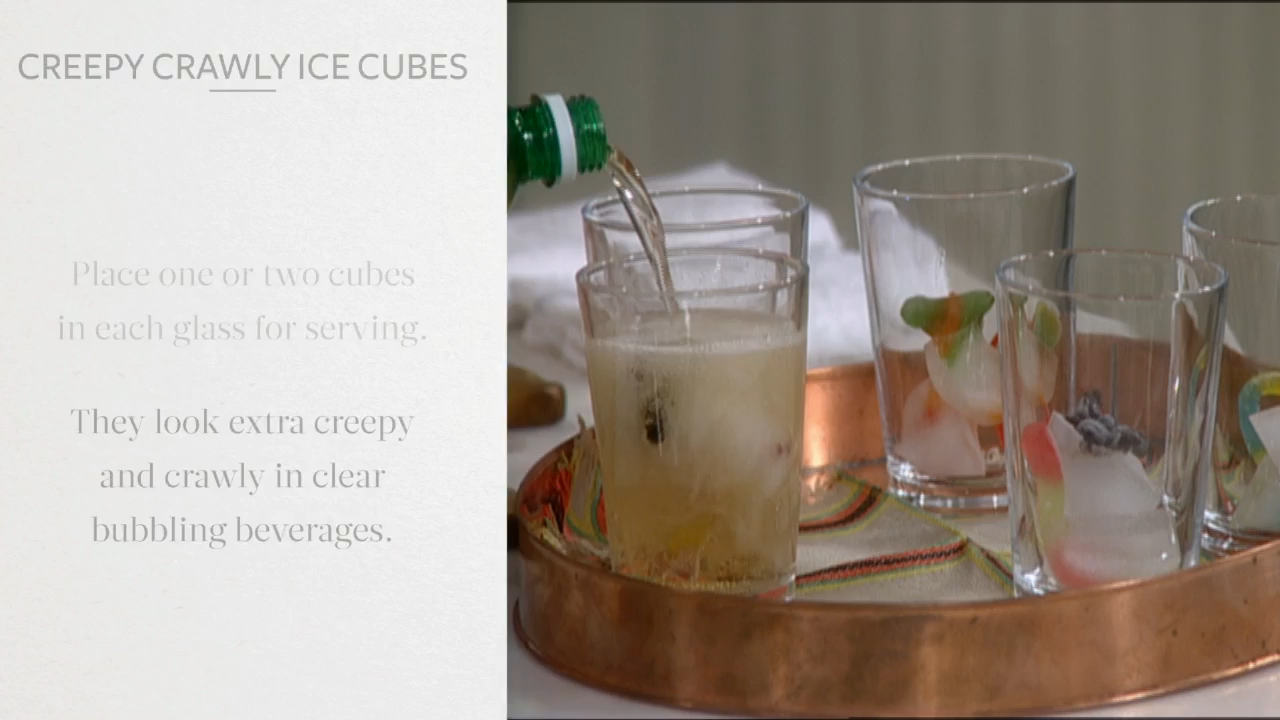 CREEPY CRAWLY ICE CUBES
Place one or two cubes
in each glass for serving.
They look extra creepy
and crawly in clear
bubbling beverages.